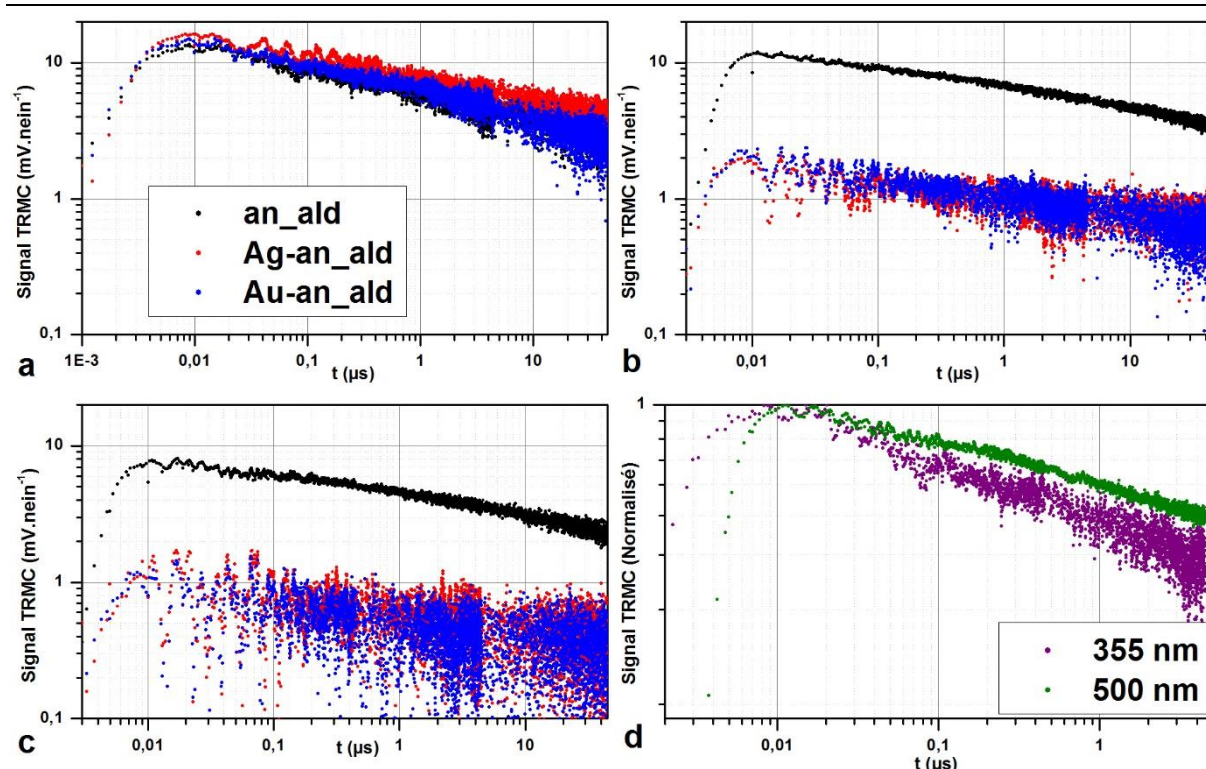 Signal TRMC (mV.nein⁻¹)
10
1
0,1
1E-3
0,01
0,1
1
10
t (µs)
an_ald
Ag-an_ald
Au-an_ald
a
Signal TRMC (mV.nein⁻¹)
10
1
0,1
0,01
0,1
1
10
t (µs)
b
Signal TRMC (mV.nein⁻¹)
10
1
0,1
0,01
0,1
1
10
t (µs)
c
Signal TRMC (Normalisé)
1
0,01
0,1
1
t (µs)
355 nm
500 nm
d